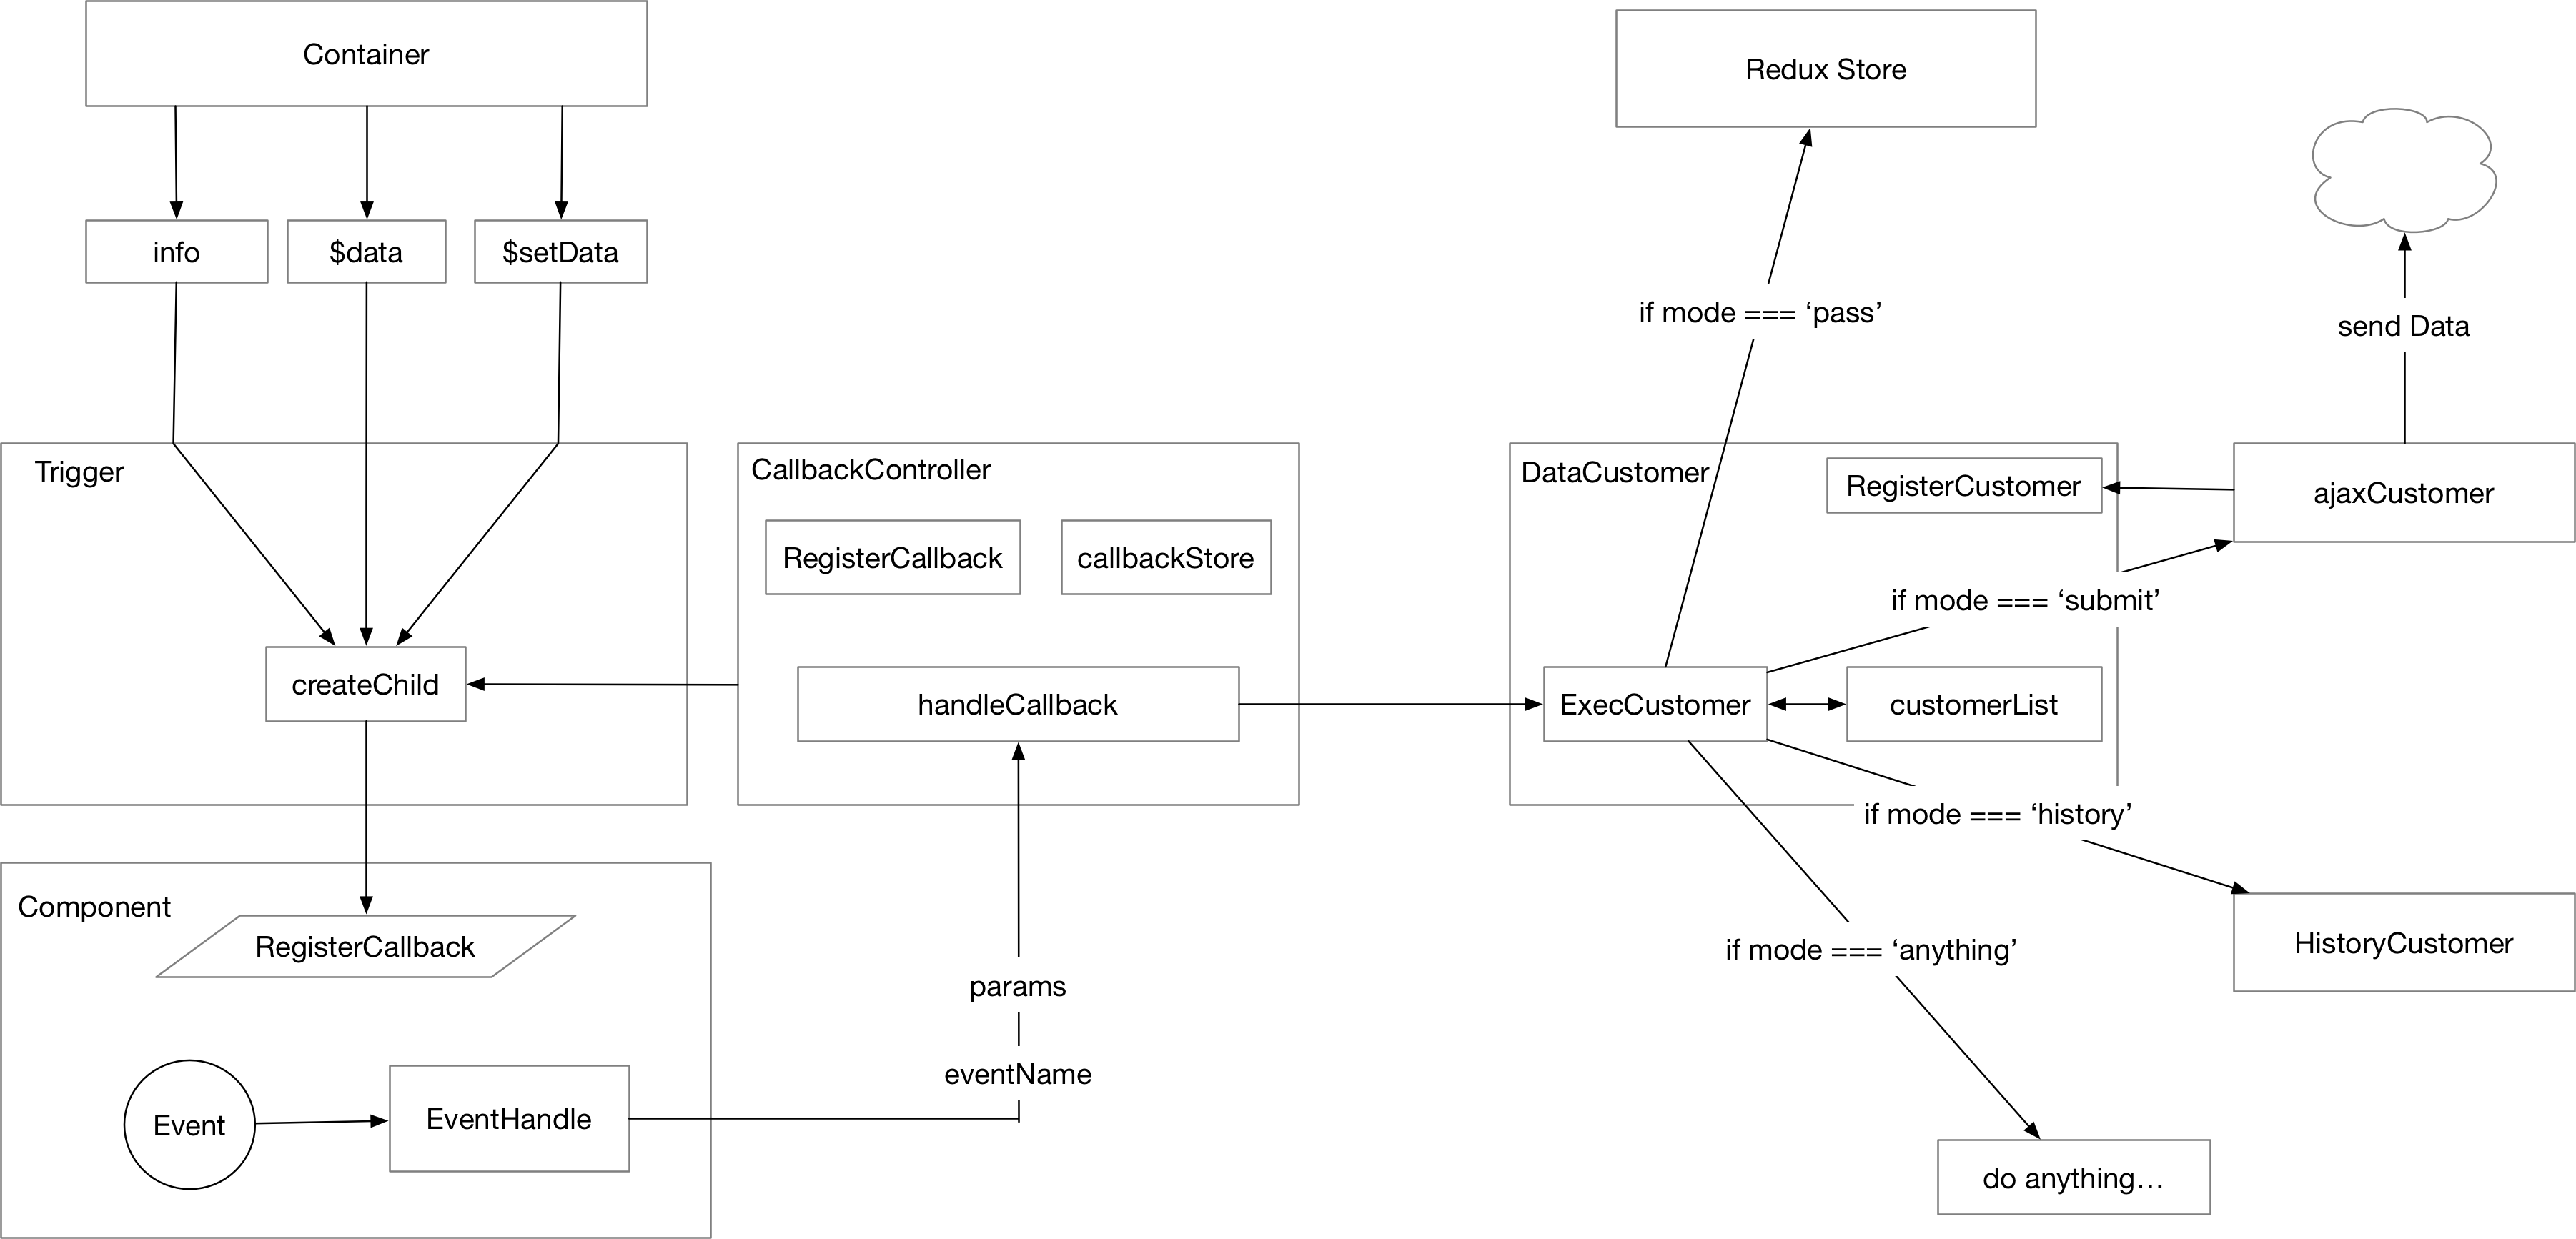 Container
Redux Store
info
$data
$setData
if mode === ‘pass’
send Data
Trigger
CallbackController
DataCustomer
RegisterCustomer
ajaxCustomer
RegisterCallback
callbackStore
if mode === ‘submit’
createChild
handleCallback
ExecCustomer
customerList
if mode === ‘history’
Component
RegisterCallback
if mode === ‘anything’
HistoryCustomer
params
eventName
Event
EventHandle
do anything…